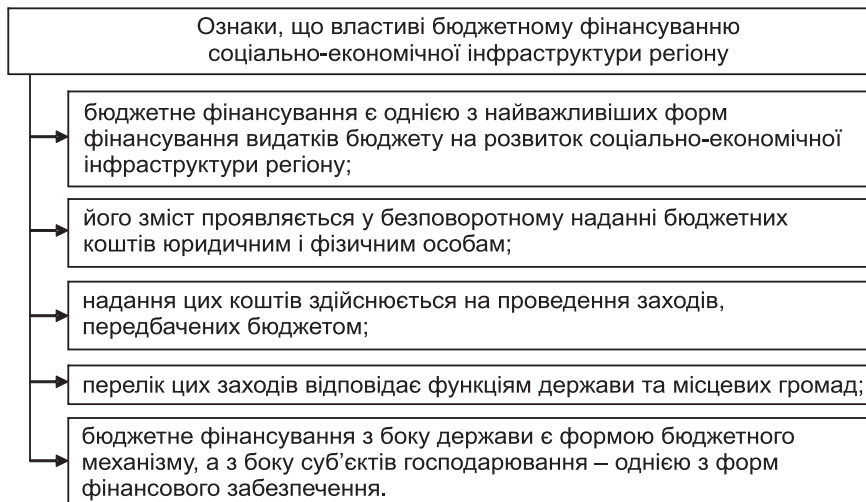 Ознаки, що властиві бюджетному фінансуванню
соціально-економічної інфраструктури регіону
бюджетне фінансування є однією з найважливіших форм
фінансування видатків бюджету на розвиток соціально-економічної
інфраструктури регіону;
його зміст проявляється у безповоротному наданні бюджетних
коштів юридичним і фізичним особам;
надання цих коштів здійснюється на проведення заходів,
передбачених бюджетом;
перелік цих заходів відповідає функціям держави та місцевих громад;
бюджетне фінансування з боку держави є формою бюджетного
механізму, а з боку суб’єктів господарювання – однією з форм
фінансового забезпечення.